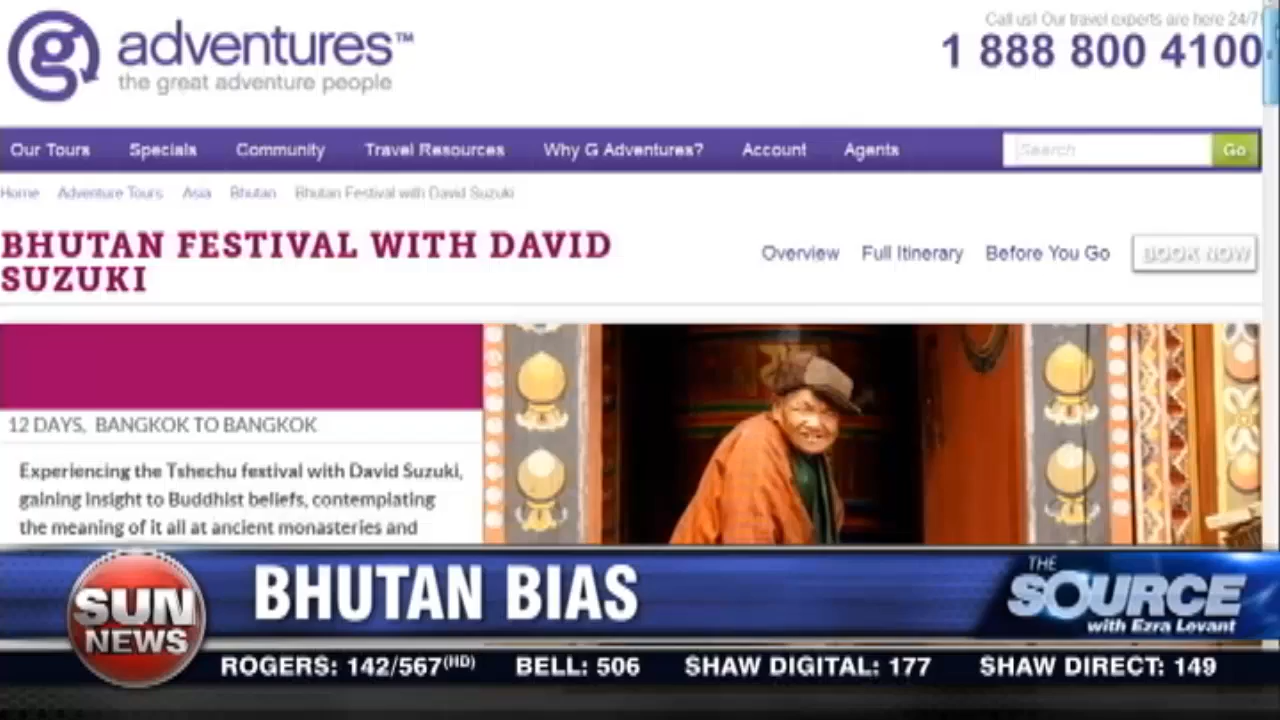 g adventures™
the great adventure people
Call us! Our travel experts are here 24/7!
1 888 800 4100
Our Tours Specials Community Travel Resources Why G Adventures? Account Agents Search Go
Home Adventure Tours Asia Bhutan Bhutan Festival with David Suzuki
BHUTAN FESTIVAL WITH DAVID
SUZUKI
Overview Full Itinerary Before You Go BOOK NOW
12 DAYS, BANGKOK TO BANGKOK
Experiencing the Tshechu festival with David Suzuki,
gaining insight to Buddhist beliefs, contemplating
the meaning of it all at ancient monasteries and
SUN
NEWS
BHUTAN BIAS
THE
SOURCE
with Ezra Levant
ROGERS: 142/567(HD) BELL: 506 SHAW DIGITAL: 177 SHAW DIRECT: 149